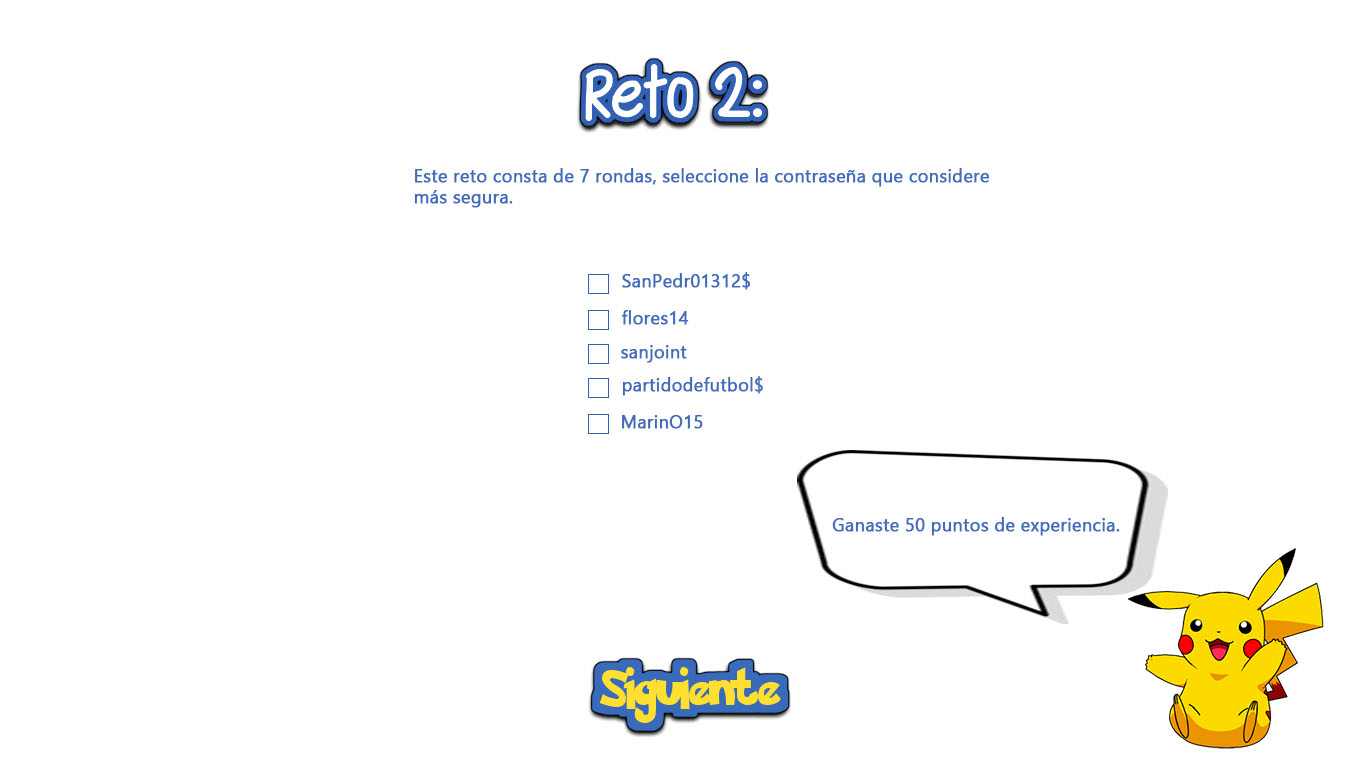 Reto 2:
Este reto consta de 7 rondas, seleccione la contraseña que considere
más segura.
SanPedr01312$
flores14
sanjoint
partidodefutbol$
MarinO15
Ganaste 50 puntos de experiencia.
Siguiente